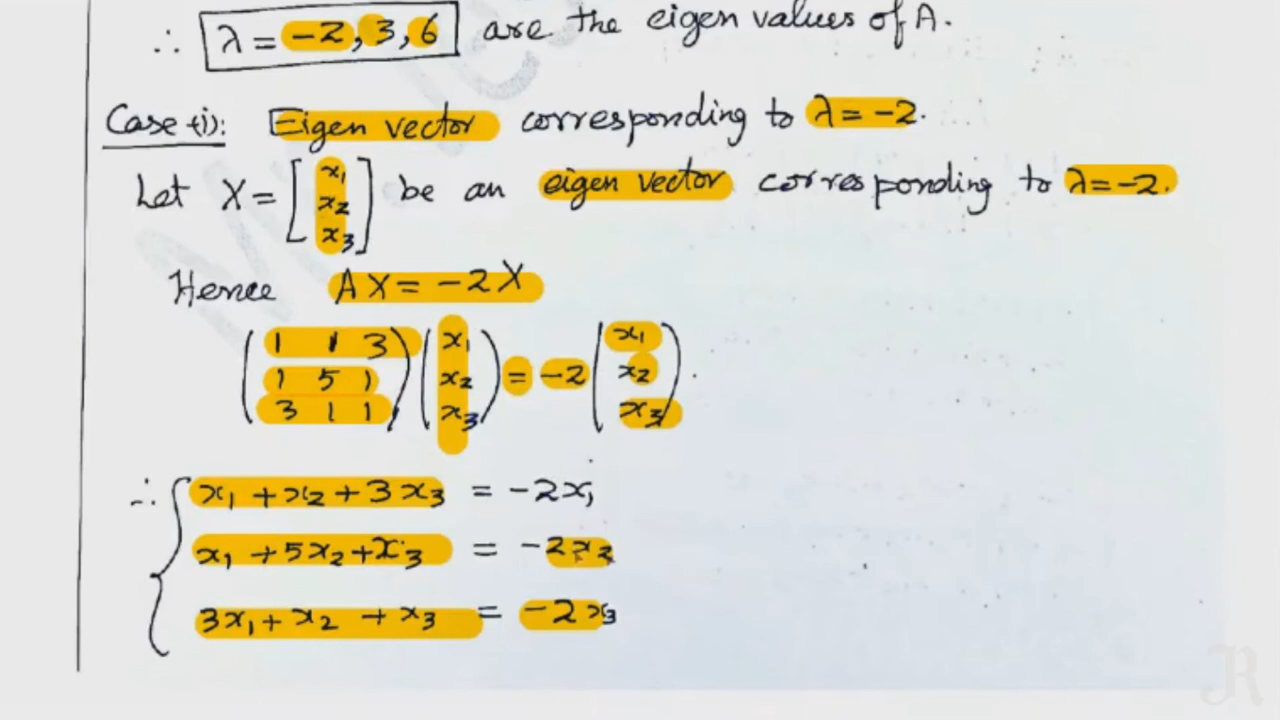 ∴ λ = -2, 3, 6 are the eigen values of A.
Case (i): Eigen vector corresponding to λ = -2.
Let X = [x₁ x₂ x₃] be an eigen vector corresponding to λ = -2.
Hence AX = -2X
(1 1 3) (x₁) (x₁)
(1 5 1) (x₂) = -2 (x₂).
(3 1 1) (x₃) (x₃)
∴ { x₁ + x₂ + 3x₃ = -2x₁
x₁ + 5x₂ + x₃ = -2x₂
3x₁ + x₂ + x₃ = -2x₃
R